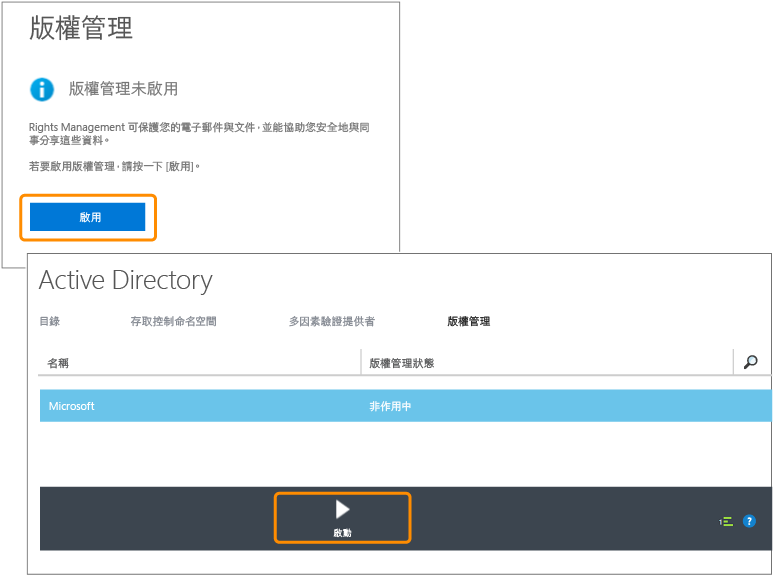 版權管理
版權管理未啟用
Rights Management 可保護您的電子郵件與文件，並能協助您安全地與同
事分享這些資料。
若要啟用版權管理，請按一下 [啟用]。
啟用
Active Directory
目錄 存取控制命名空間 多因素驗證提供者 版權管理
名稱 版權管理狀態
Microsoft 非作用中
啟動
1 ?